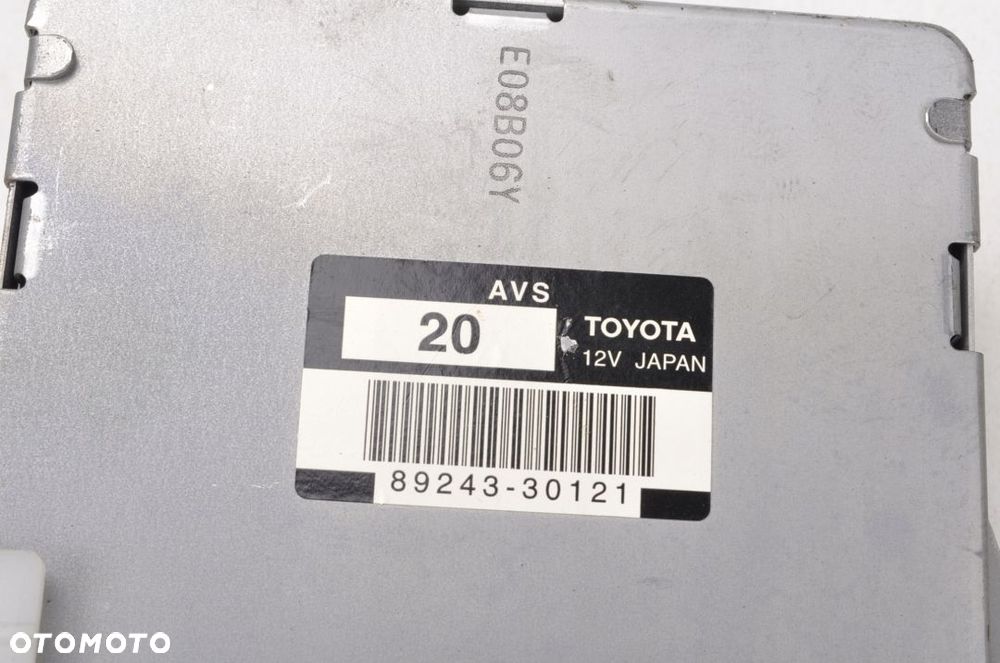 E08B06Y
AVS
20
TOYOTA
12V JAPAN
89243-30121
OTOMOTO